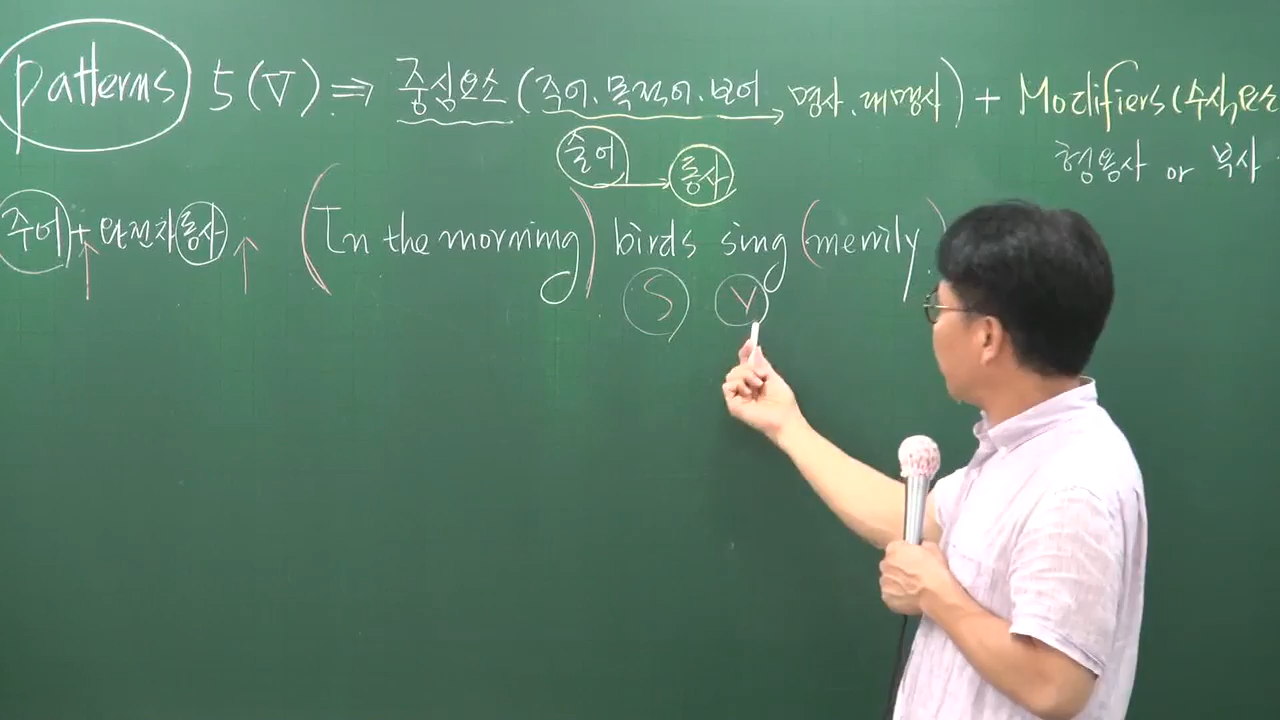 patterns 5(V) ⇒ 중심요소(주어.목적어.보어 → 명사.대명사) + Modifiers(수식요소
술어 → 동사 형용사 or 부사
주어 + 완전자동사 (In the morning) birds sing (merrily.)
S V